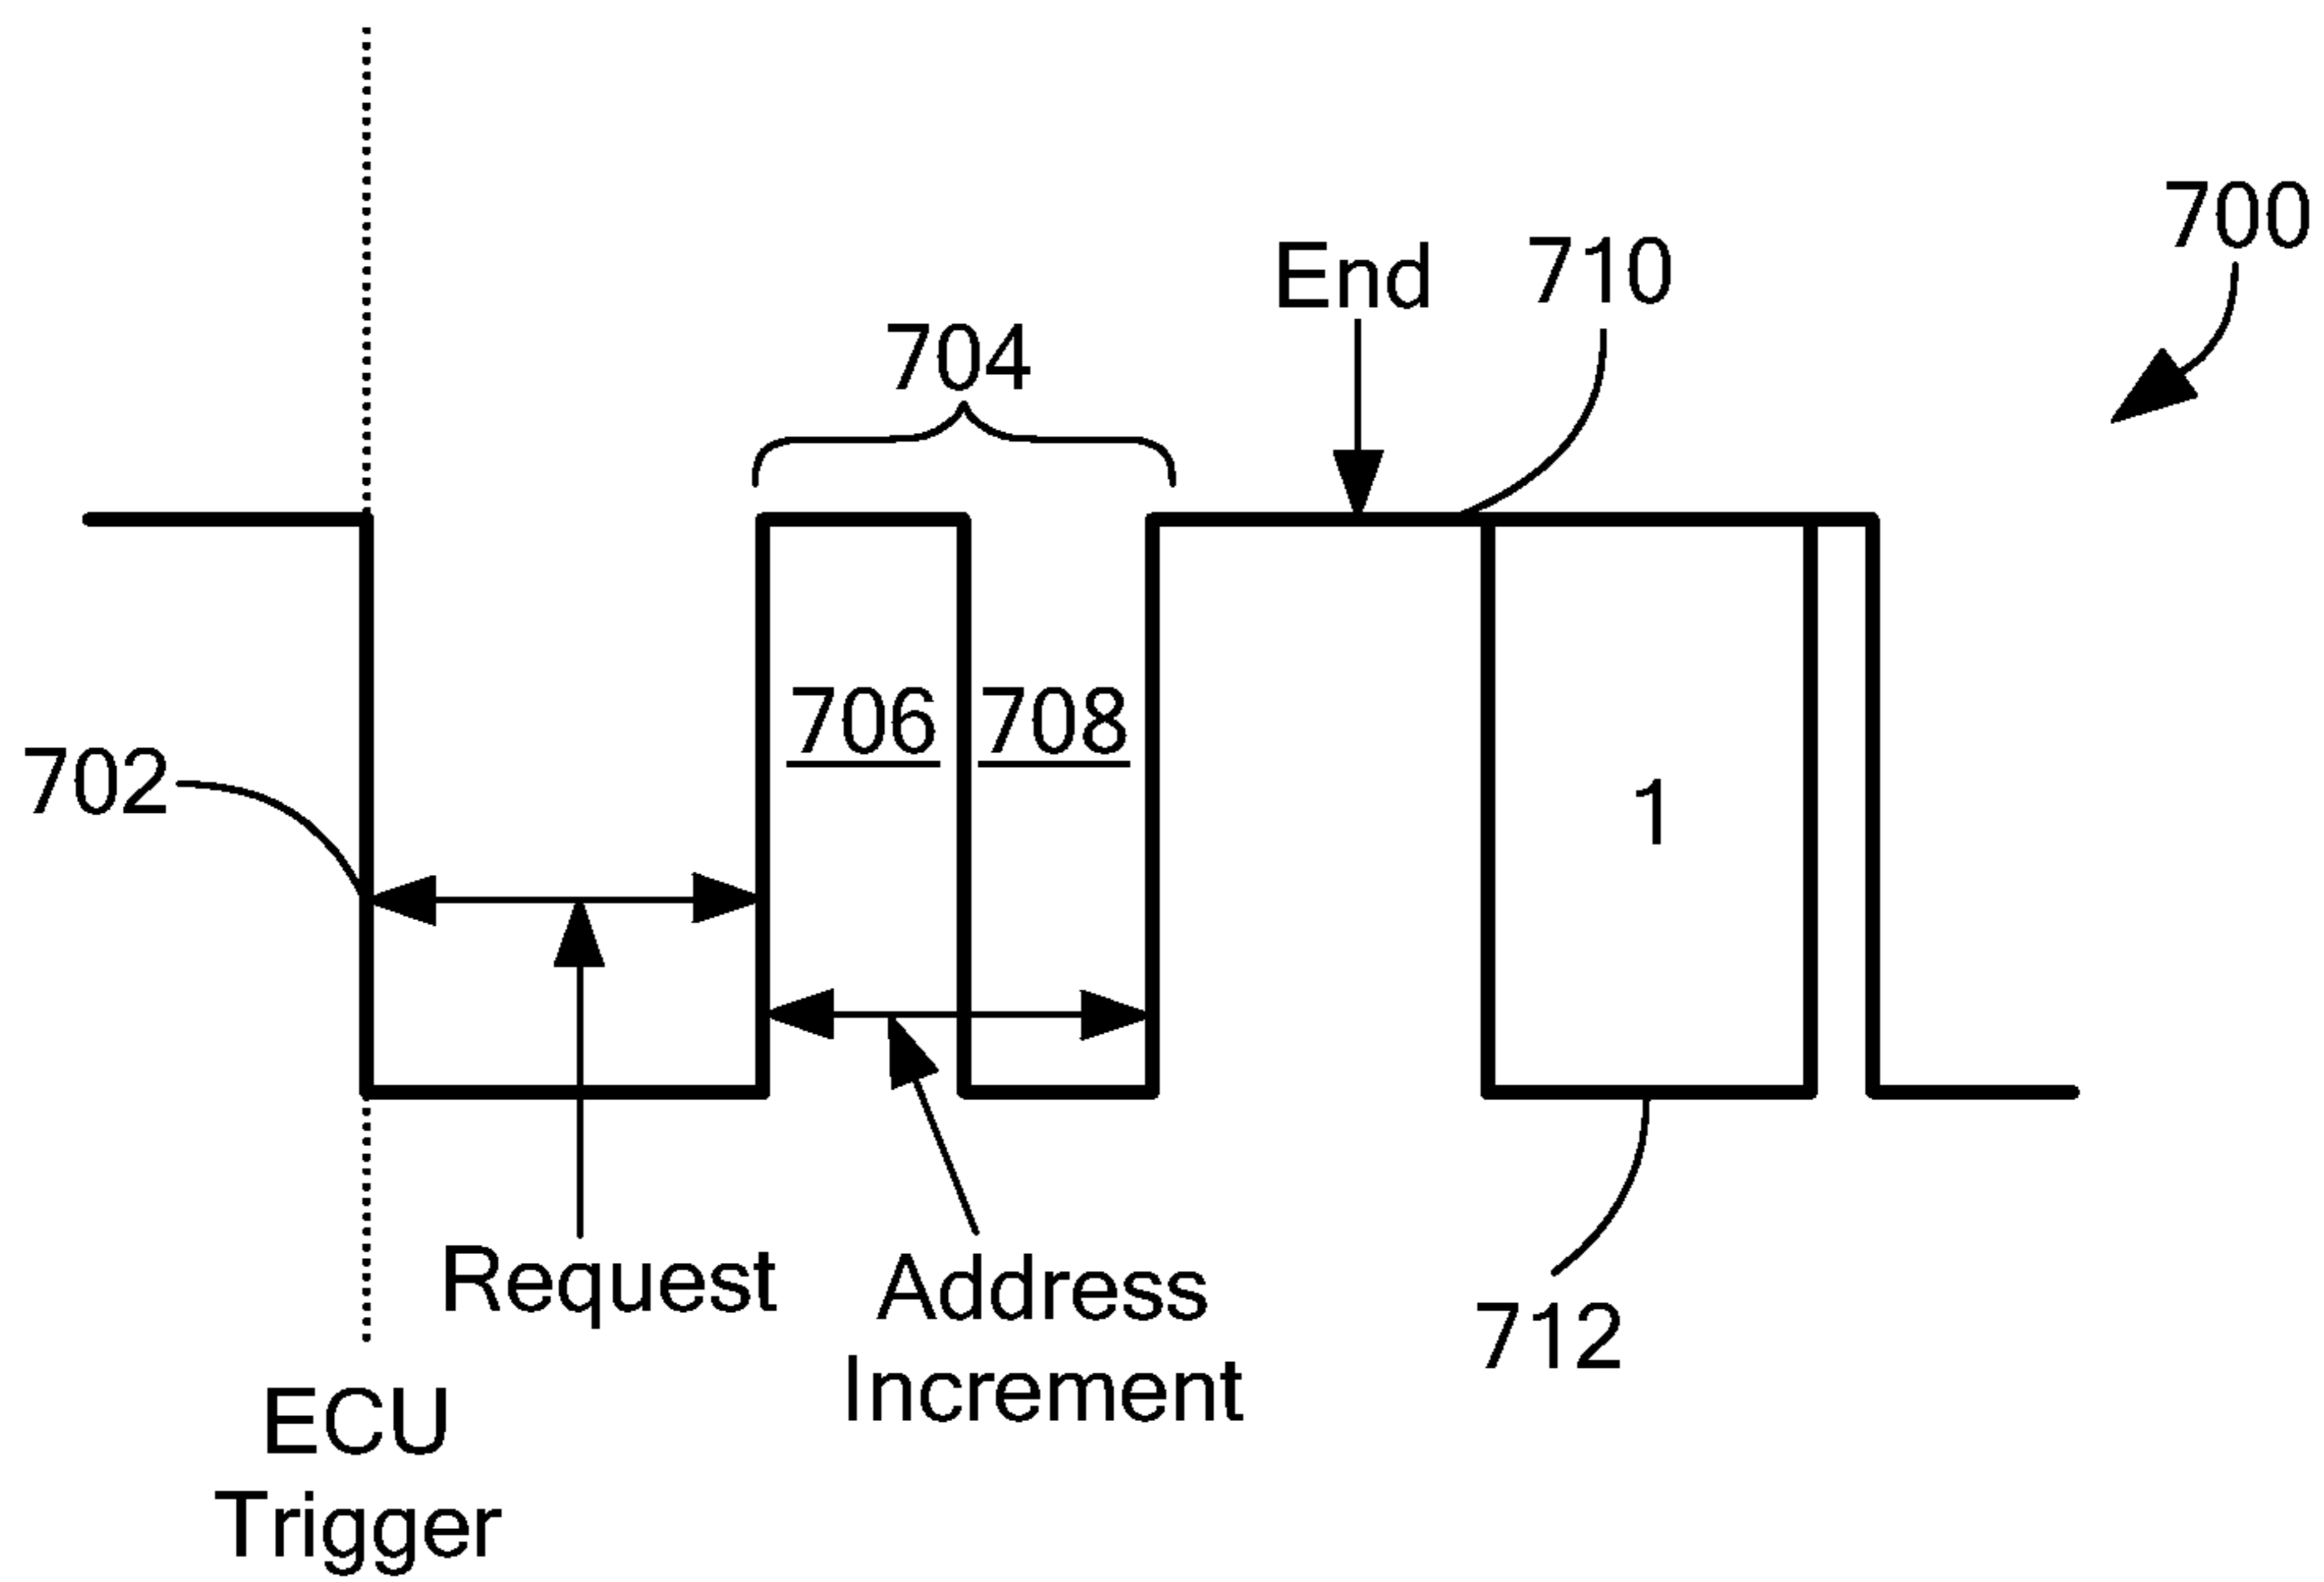 700
End
710
704
706
708
702
1
Request
Address
Increment
712
ECU
Trigger